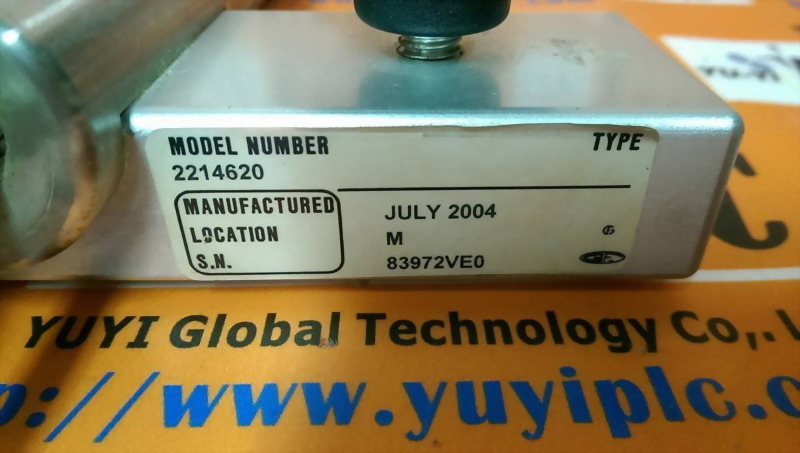 MODEL NUMBER TYPE
2214620
MANUFACTURED JULY 2004
LOCATION M G
S.N. 83972VE0
YUYI Global Technology Co,. L
p://www.yuyiplc.c